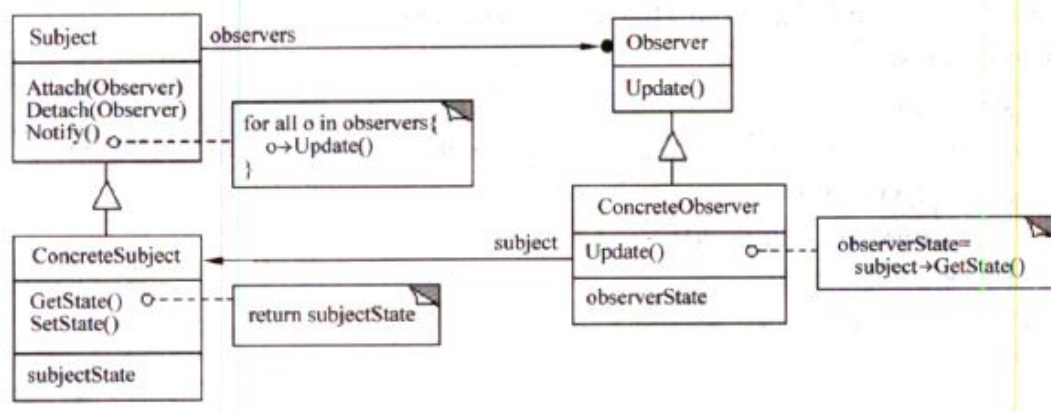 Subject
Attach(Observer)
Detach(Observer)
Notify()
observers
Observer
Update()
for all o in observers{
o→Update()
}
ConcreteSubject
GetState()
SetState()
subjectState
return subjectState
subject
ConcreteObserver
Update()
observerState
observerState=
subject→GetState()